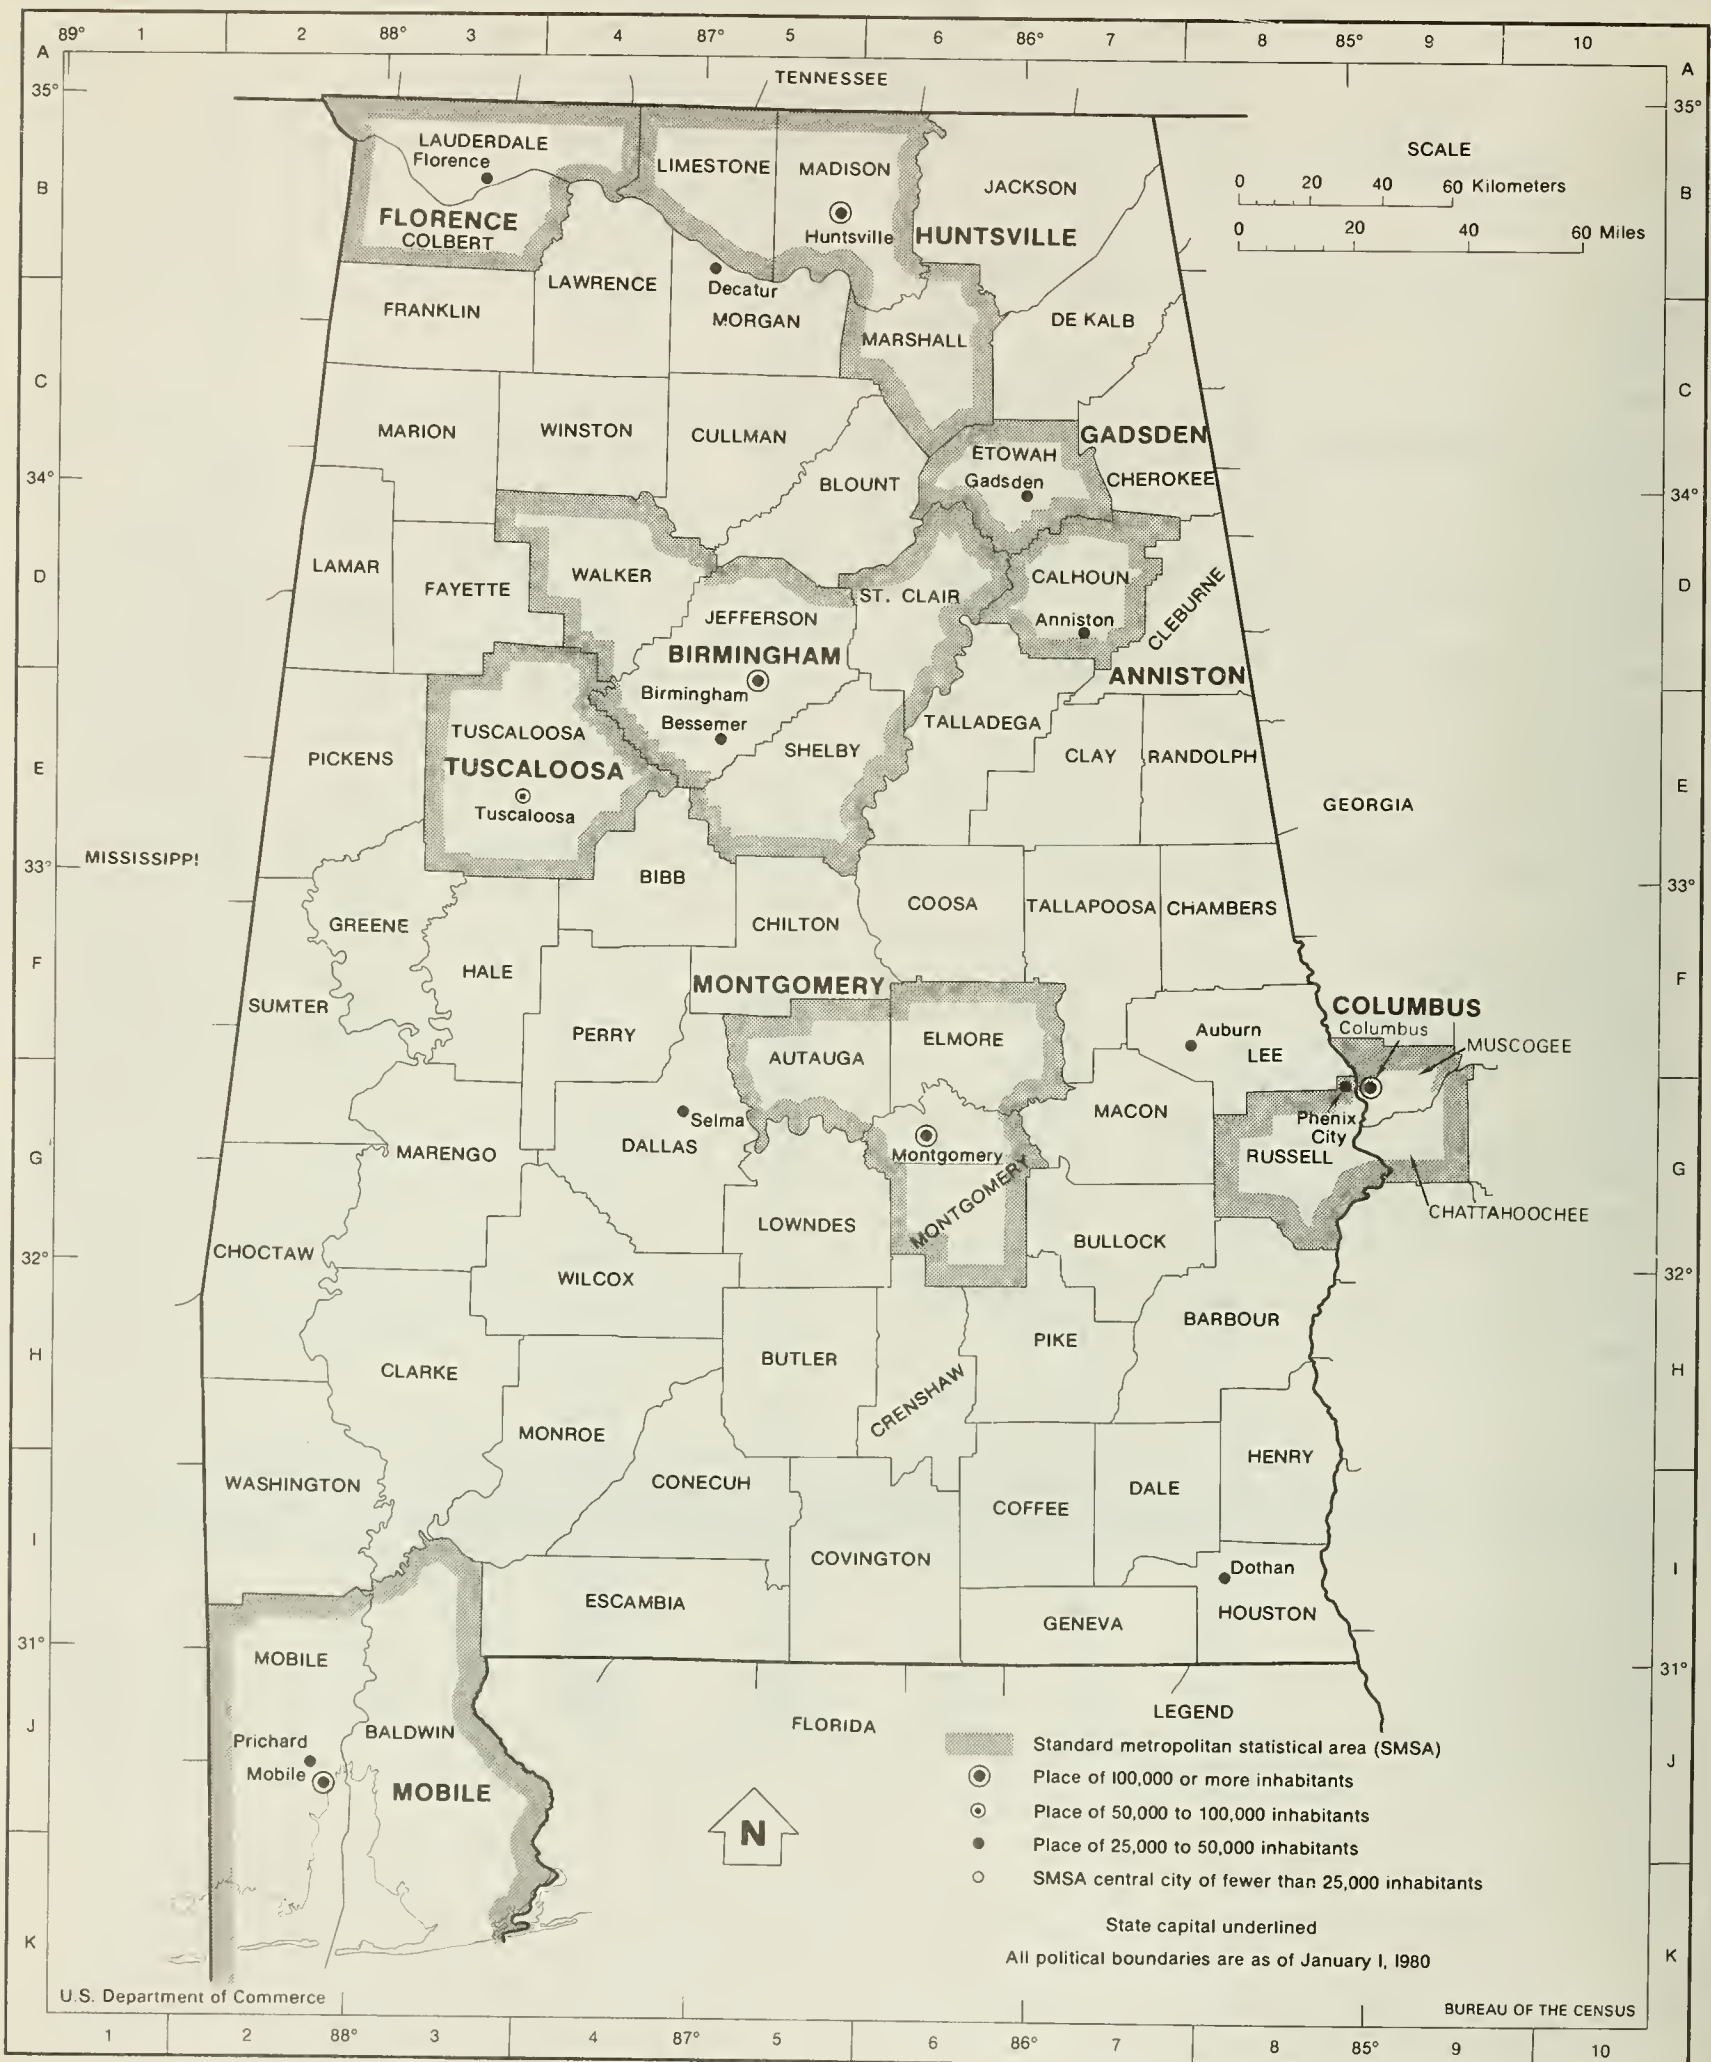 89° 1 2 88° 3 4 87° 5 6 86° 7 8 85° 9 10
A
A
35°
35°
TENNESSEE
SCALE
0 20 40 60 Kilometers
0 20 40 60 Miles
B
B
LAUDERDALE
Florence
FLORENCE
COLBERT
LIMESTONE
MADISON
Huntsville
HUNTSVILLE
JACKSON
LAWRENCE
Decatur
MORGAN
FRANKLIN
MARSHALL
DE KALB
C
C
MARION
WINSTON
CULLMAN
BLOUNT
GADSDEN
ETOWAH
Gadsden
CHEROKEE
34°
34°
D
D
LAMAR
FAYETTE
WALKER
JEFFERSON
ST. CLAIR
CALHOUN
Anniston
CLEBURNE
ANNISTON
BIRMINGHAM
Birmingham
Bessemer
SHELBY
TALLADEGA
CLAY
RANDOLPH
E
E
PICKENS
TUSCALOOSA
TUSCALOOSA
Tuscaloosa
GEORGIA
MISSISSIPPI
33°
33°
BIBB
GREENE
HALE
CHILTON
COOSA
TALLAPOOSA
CHAMBERS
F
F
SUMTER
PERRY
MONTGOMERY
AUTAUGA
ELMORE
Auburn
LEE
COLUMBUS
Columbus
MUSCOGEE
Phenix
City
RUSSELL
CHATTAHOOCHEE
Selma
DALLAS
MARENGO
MACON
Montgomery
MONTGOMERY
G
G
LOWNDES
BULLOCK
CHOCTAW
32°
32°
WILCOX
BARBOUR
PIKE
BUTLER
CRENSHAW
CLARKE
H
H
MONROE
CONECUH
HENRY
DALE
COFFEE
WASHINGTON
I
I
COVINGTON
ESCAMBIA
Dothan
HOUSTON
GENEVA
31°
31°
MOBILE
BALDWIN
Prichard
Mobile
MOBILE
FLORIDA
J
J
N
LEGEND
Standard metropolitan statistical area (SMSA)
Place of 100,000 or more inhabitants
Place of 50,000 to 100,000 inhabitants
Place of 25,000 to 50,000 inhabitants
SMSA central city of fewer than 25,000 inhabitants
State capital underlined
All political boundaries are as of January 1, 1980
K
K
U.S. Department of Commerce
BUREAU OF THE CENSUS
1 2 88° 3 4 87° 5 6 86° 7 8 85° 9 10